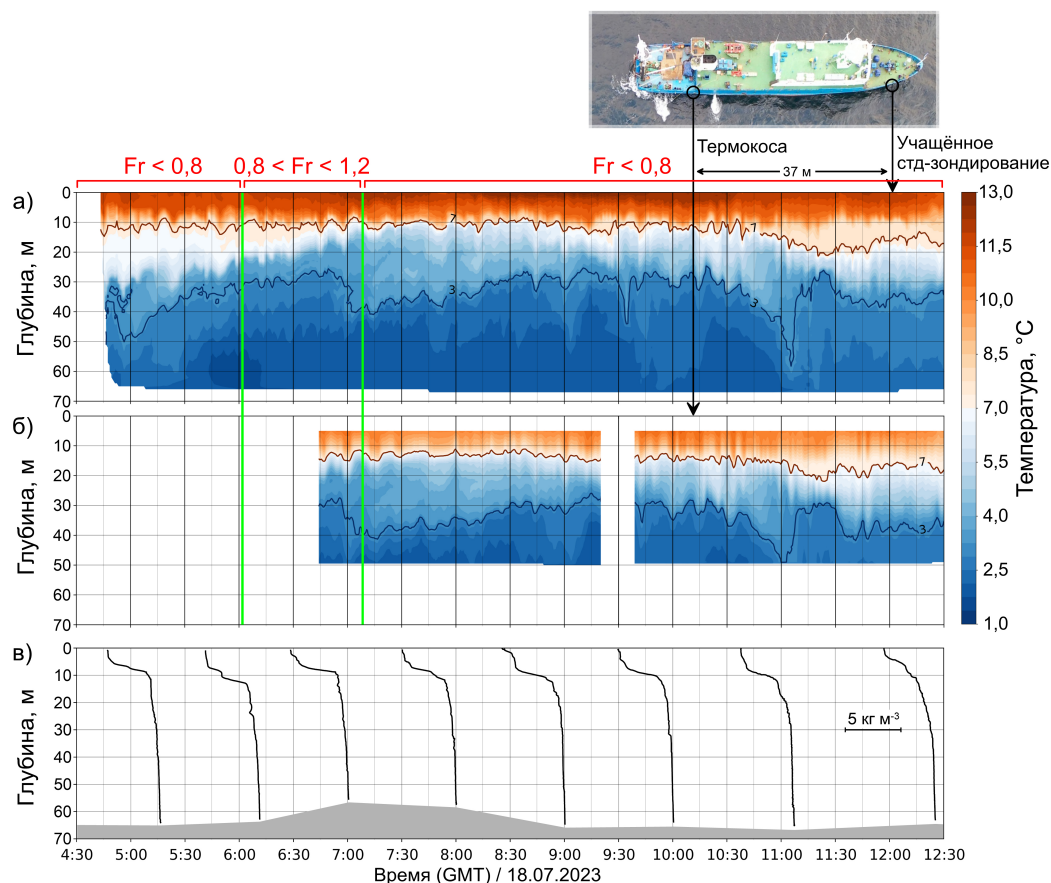 Термокоса
Учащённое
стд-зондирование
37 м
Fr < 0,8
0,8 < Fr < 1,2
Fr < 0,8
а)
Глубина, м
0
10
20
30
40
50
60
70
7
3
7
3
13,0
11,5
10,0
8,5
7,0
5,5
4,0
2,5
1,0
Температура, °C
б)
Глубина, м
0
10
20
30
40
50
60
70
7
3
в)
Глубина, м
0
10
20
30
40
50
60
70
5 кг м⁻³
4:30 5:00 5:30 6:00 6:30 7:00 7:30 8:00 8:30 9:00 9:30 10:00 10:30 11:00 11:30 12:00 12:30
Время (GMT) / 18.07.2023